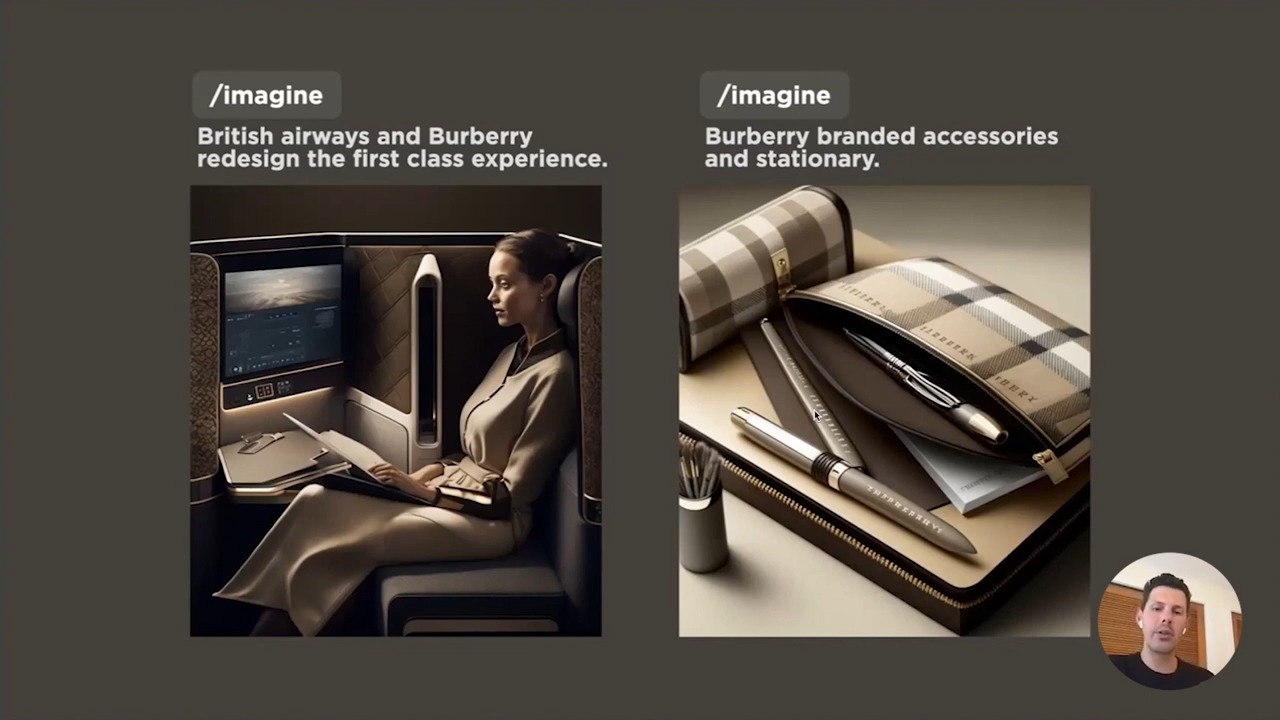 /imagine
British airways and Burberry
redesign the first class experience.
/imagine
Burberry branded accessories
and stationary.